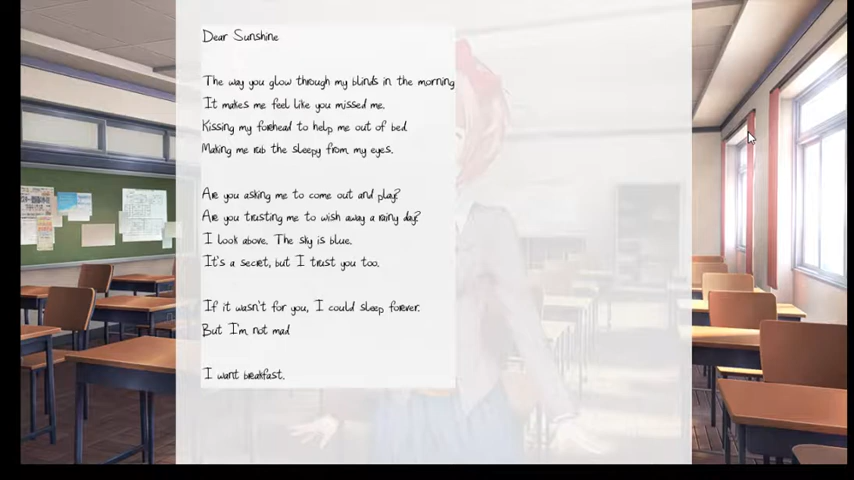 Dear Sunshine
The way you glow through my blinds in the morning
It makes me feel like you missed me.
Kissing my forehead to help me out of bed.
Making me rub the sleepy from my eyes.
Are you asking me to come out and play?
Are you trusting me to wish away a rainy day?
I look above. The sky is blue.
It's a secret, but I trust you too.
If it wasn't for you, I could sleep forever.
But I'm not mad
I want breakfast.